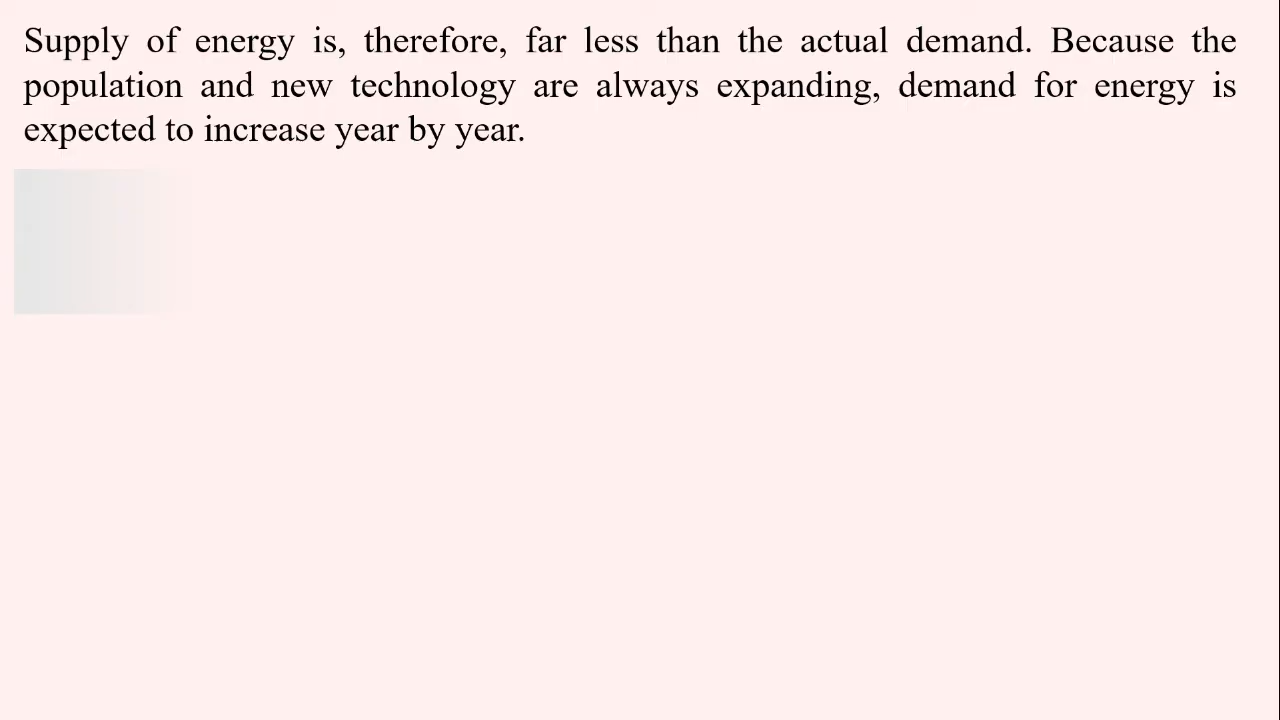 Supply of energy is, therefore, far less than the actual demand. Because the
population and new technology are always expanding, demand for energy is
expected to increase year by year.